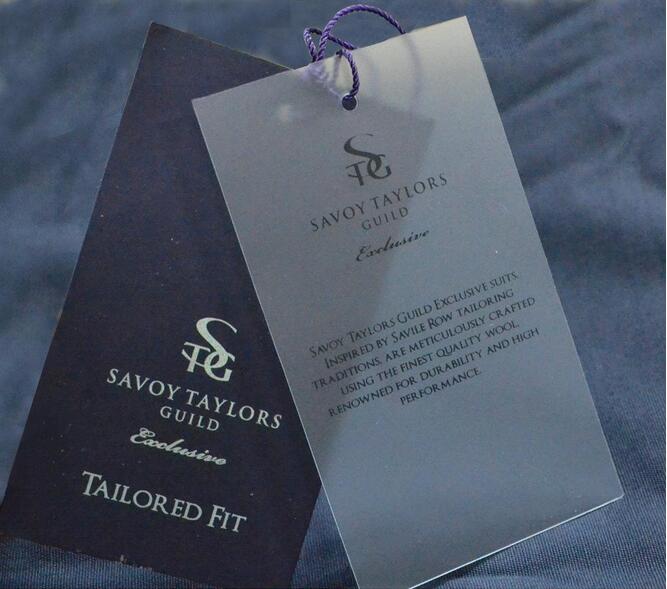 STG
SAVOY TAYLORS
GUILD
Exclusive
TAILORED FIT
STG
SAVOY TAYLORS
GUILD
Exclusive
SAVOY TAYLORS GUILD EXCLUSIVE SUITS,
INSPIRED BY SAVILE ROW TAILORING
TRADITIONS, ARE METICULOUSLY CRAFTED
USING THE FINEST QUALITY WOOL
RENOWNED FOR DURABILITY AND HIGH
PERFORMANCE.